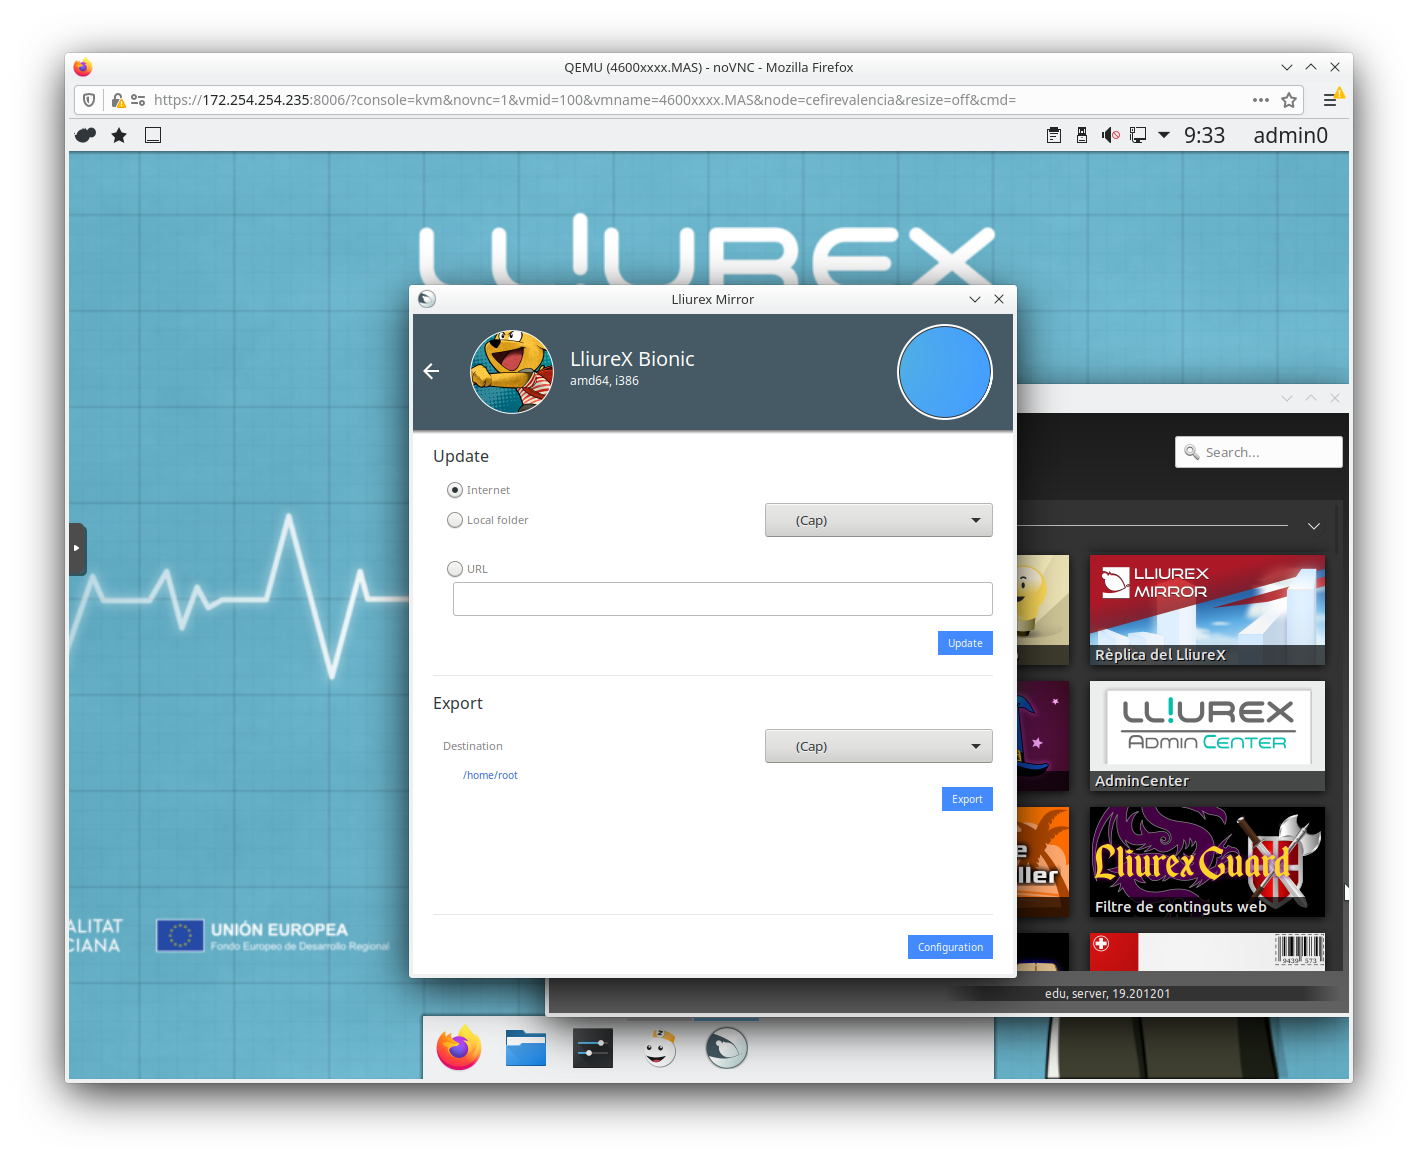 QEMU (4600xxxx.MAS) - noVNC - Mozilla Firefox
https://172.254.254.235:8006/?console=kvm&novnc=1&vmid=100&vmname=4600xxxx.MAS&node=cefirevalencia&resize=off&cmd=
9:33 admin0
LL!UREX
Lliurex Mirror
LliureX Bionic
amd64, i386
Update
Internet
Local folder
(Cap)
URL
Update
Export
Destination
(Cap)
/home/root
Export
Configuration
Search...
LLIUREX
MIRROR
Rèplica del LliureX
LL!UREX
ADMIN CENTER
AdminCenter
ller
LliurexGuard
Filtre de continguts web
9439 573
edu, server, 19.201201
ALITAT
CIANA
UNIÓN EUROPEA
Fondo Europeo de Desarrollo Regional